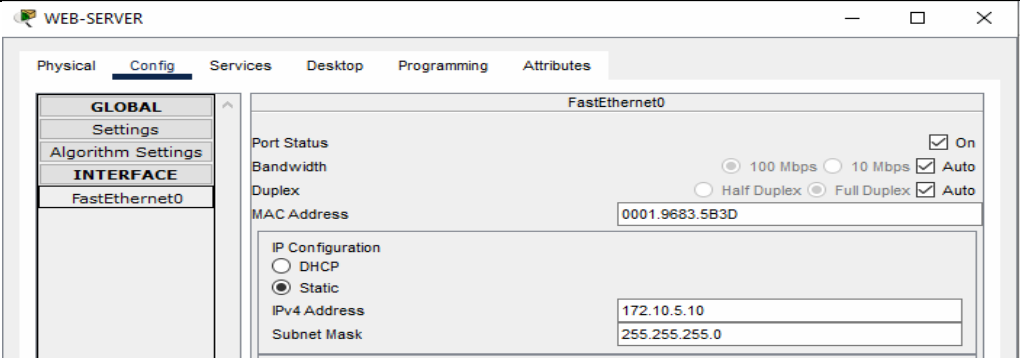 WEB-SERVER
Physical Config Services Desktop Programming Attributes
GLOBAL
Settings
Algorithm Settings
INTERFACE
FastEthernet0
FastEthernet0
Port Status On
Bandwidth 100 Mbps 10 Mbps Auto
Duplex Half Duplex Full Duplex Auto
MAC Address 0001.9683.5B3D
IP Configuration
DHCP
Static
IPv4 Address 172.10.5.10
Subnet Mask 255.255.255.0